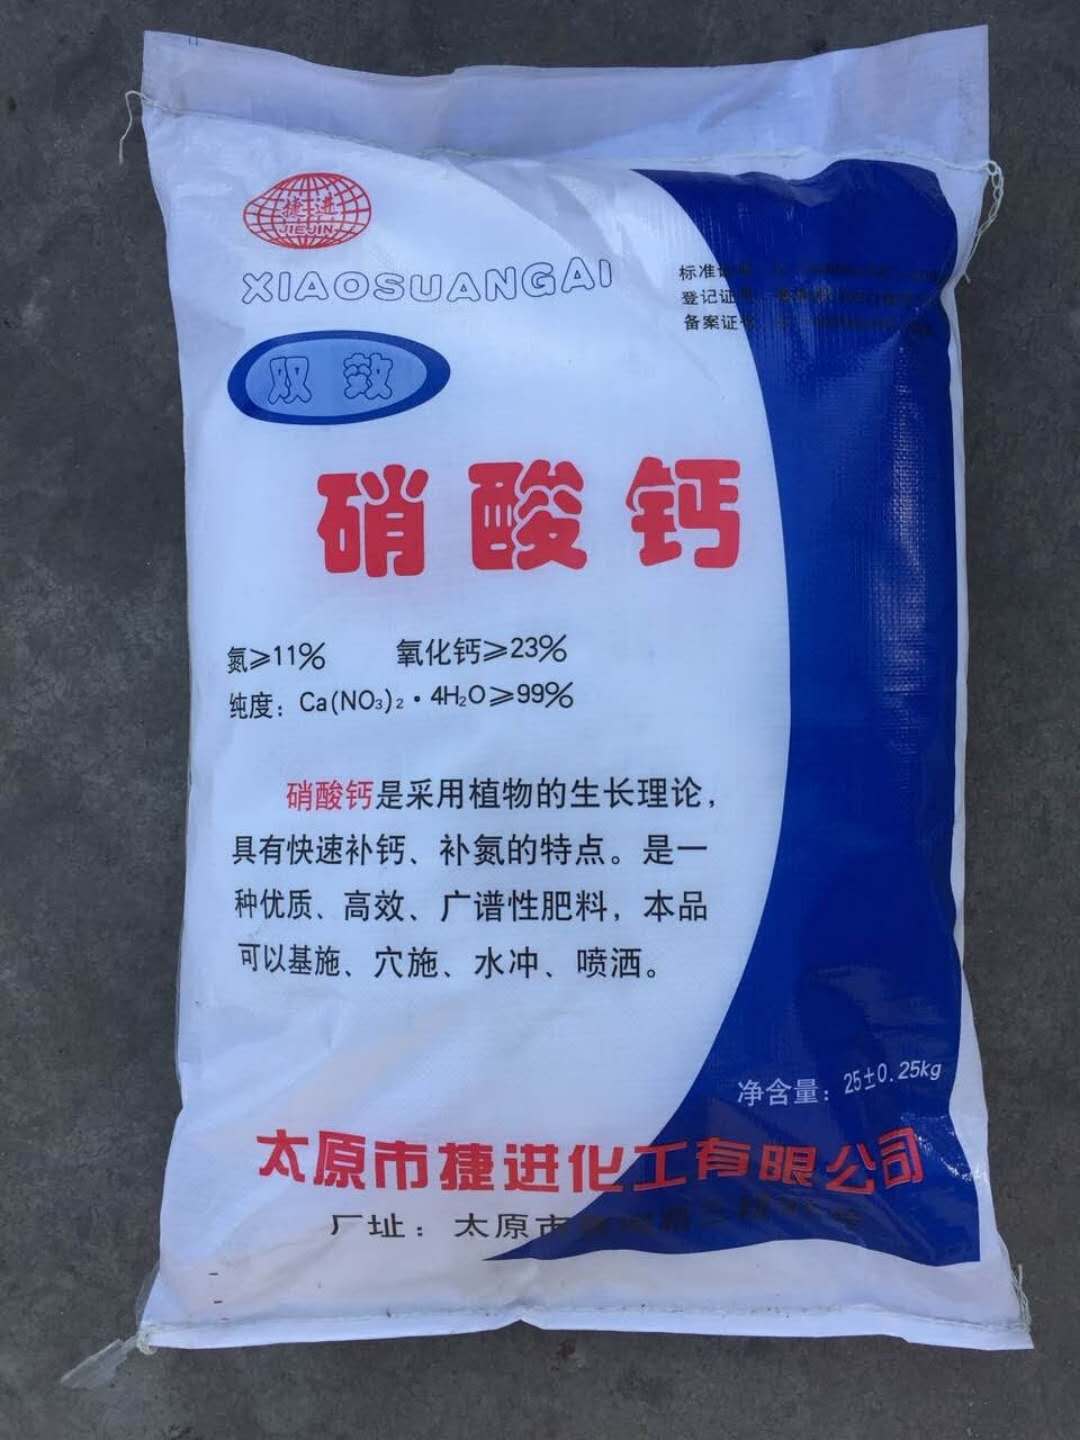 捷进
JIEJIN
XIAOSUANGAI
标准
登记证
备案证
双效
硝酸钙
氮≥11% 氧化钙≥23%
纯度：Ca(NO₃)₂·4H₂O≥99%
硝酸钙是采用植物的生长理论，
具有快速补钙、补氮的特点。是一
种优质、高效、广谱性肥料，本品
可以基施、穴施、水冲、喷洒。
净含量：25±0.25kg
太原市捷进化工有限公司
厂址：太原市